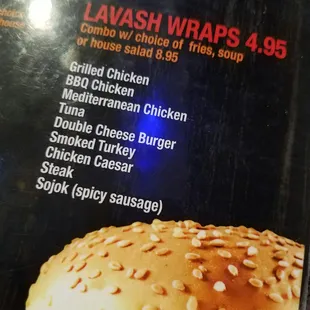 LAVASH WRAPS 4.95
Combo w/ choice of fries, soup
or house salad 8.95
Grilled Chicken
BBQ Chicken
Mediterranean Chicken
Tuna
Double Cheese Burger
Smoked Turkey
Chicken Caesar
Steak
Sojok (spicy sausage)